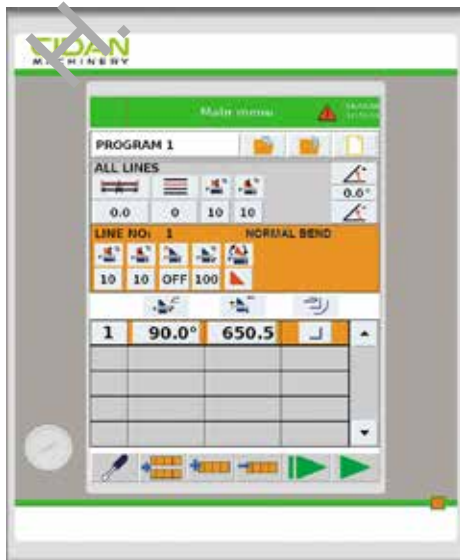 CIDAN
MACHINERY
Main menu
PROGRAM 1
ALL LINES
0.0°
0.0 0 10 10
LINE NO: 1 NORMAL BEND
10 10 OFF 100
1 90.0° 650.5